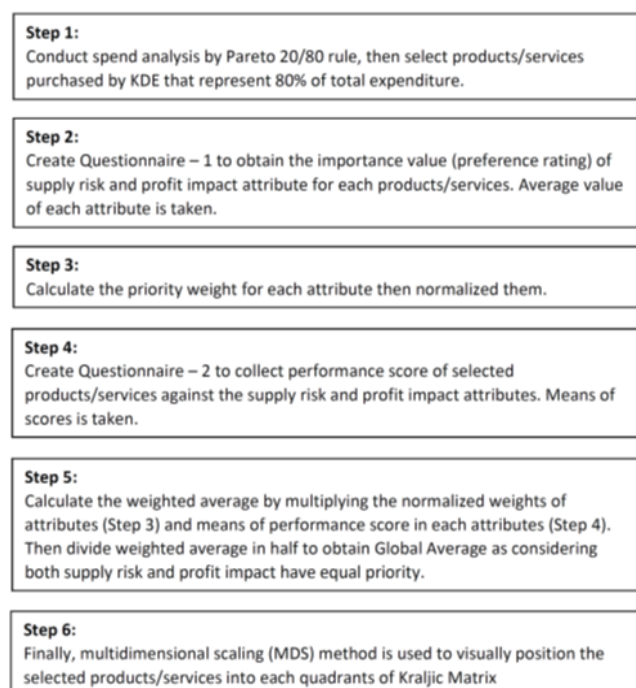 Step 1:
Conduct spend analysis by Pareto 20/80 rule, then select products/services
purchased by KDE that represent 80% of total expenditure.
Step 2:
Create Questionnaire – 1 to obtain the importance value (preference rating) of
supply risk and profit impact attribute for each products/services. Average value
of each attribute is taken.
Step 3:
Calculate the priority weight for each attribute then normalized them.
Step 4:
Create Questionnaire – 2 to collect performance score of selected
products/services against the supply risk and profit impact attributes. Means of
scores is taken.
Step 5:
Calculate the weighted average by multiplying the normalized weights of
attributes (Step 3) and means of performance score in each attributes (Step 4).
Then divide weighted average in half to obtain Global Average as considering
both supply risk and profit impact have equal priority.
Step 6:
Finally, multidimensional scaling (MDS) method is used to visually position the
selected products/services into each quadrants of Kraljic Matrix